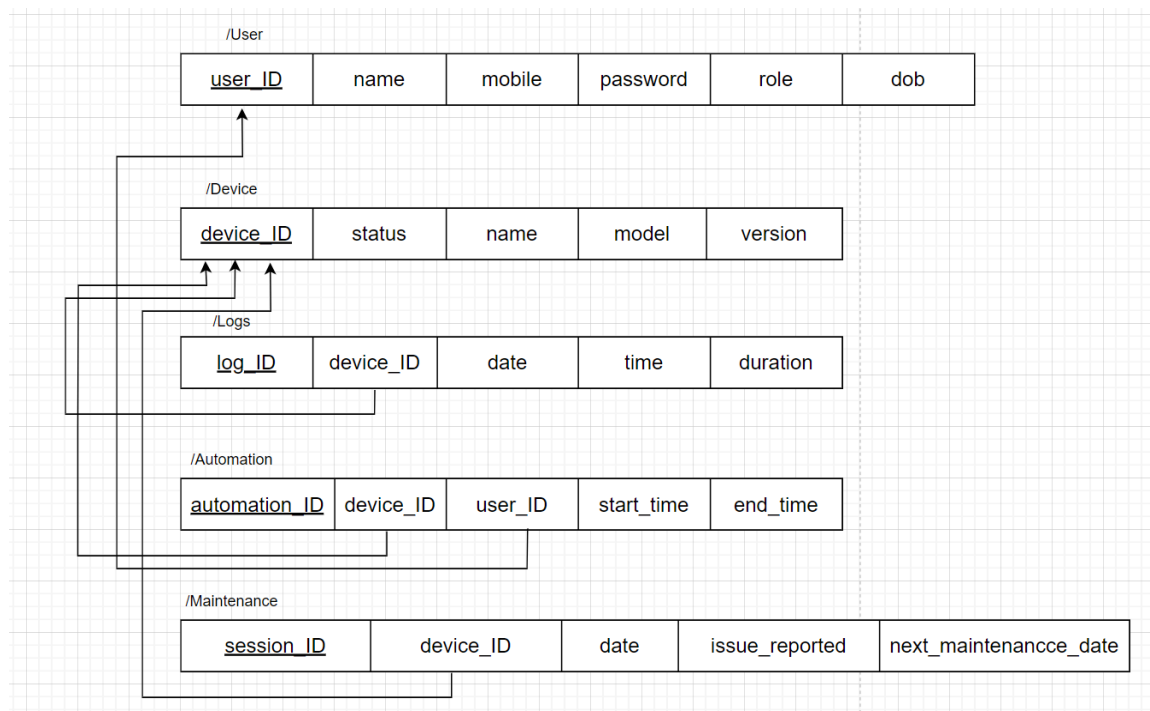 /User
user_ID name mobile password role dob
/Device
device_ID status name model version
/Logs
log_ID device_ID date time duration
/Automation
automation_ID device_ID user_ID start_time end_time
/Maintenance
session_ID device_ID date issue_reported next_maintenancce_date